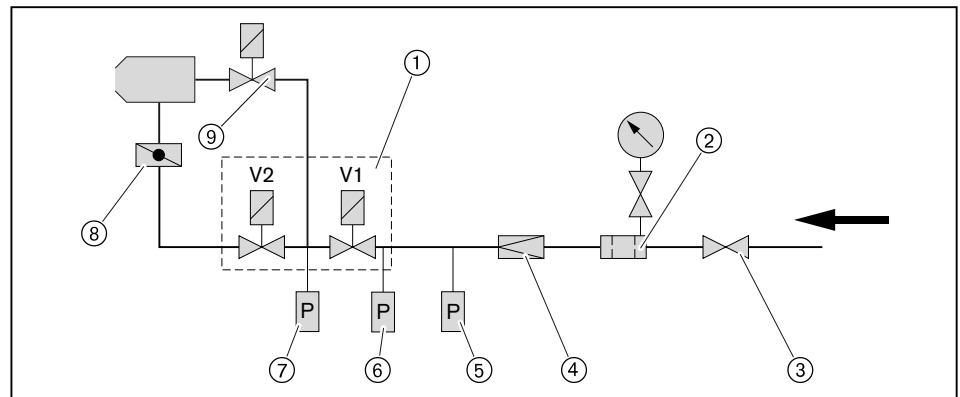 ①
②
⑨
V2 V1
⑧
P P P
⑦ ⑥ ⑤ ④ ③